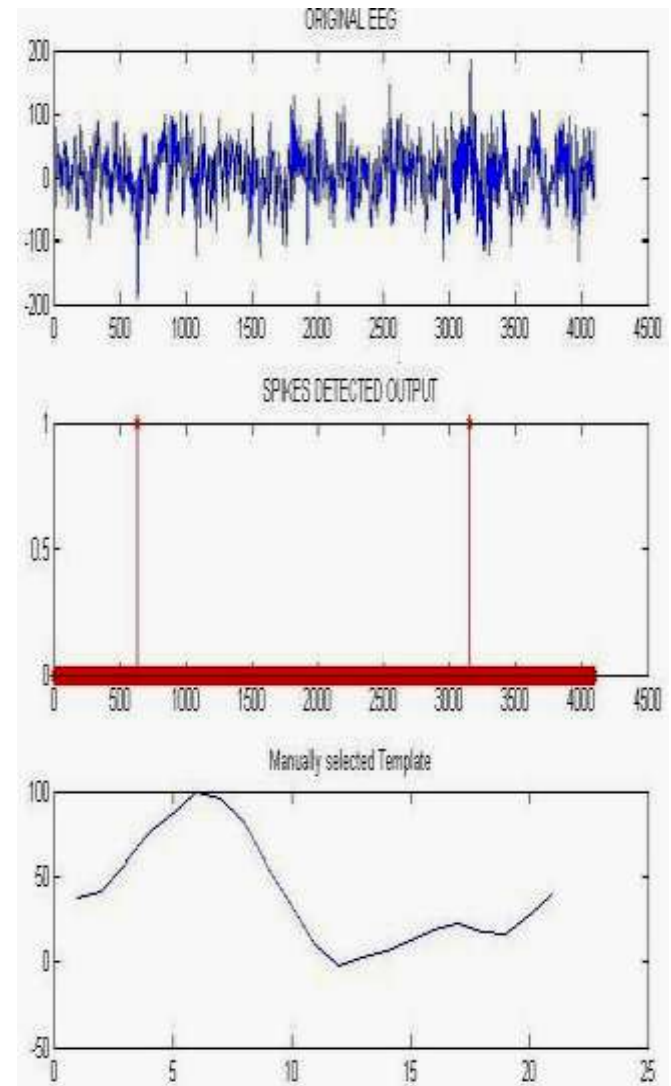 ORIGINAL EEG
200
100
0
-100
-200
0 500 1000 1500 2000 2500 3000 3500 4000 4500
SPIKES DETECTED OUTPUT
1
0.5
0
0 500 1000 1500 2000 2500 3000 3500 4000 4500
Manually selected Template
100
50
0
-50
0 5 10 15 20 25